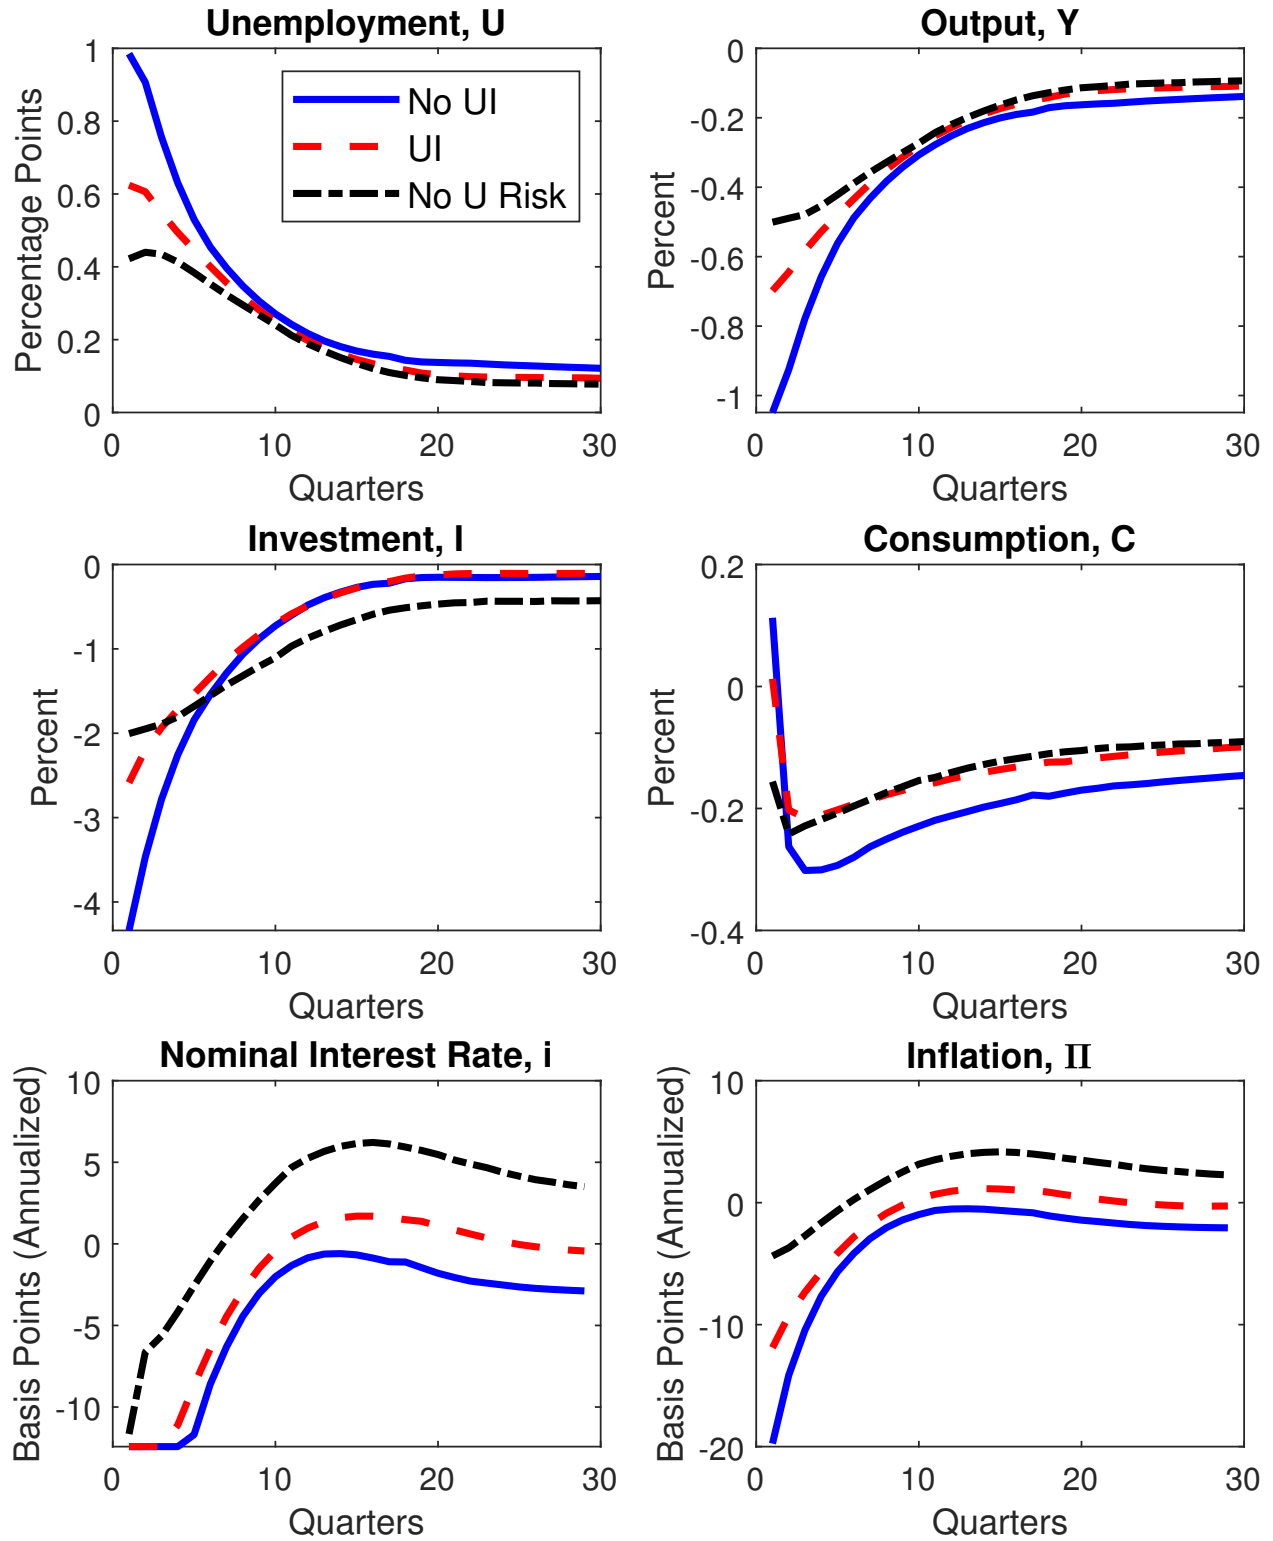 Unemployment, U
Percentage Points
1
0.8
0.6
0.4
0.2
0
No UI
UI
No U Risk
0 10 20 30
Quarters
Output, Y
Percent
0
-0.2
-0.4
-0.6
-0.8
-1
0 10 20 30
Quarters
Investment, I
Percent
0
-1
-2
-3
-4
0 10 20 30
Quarters
Consumption, C
Percent
0.2
0
-0.2
-0.4
0 10 20 30
Quarters
Nominal Interest Rate, i
Basis Points (Annualized)
10
5
0
-5
-10
0 10 20 30
Quarters
Inflation, Π
Basis Points (Annualized)
10
0
-10
-20
0 10 20 30
Quarters